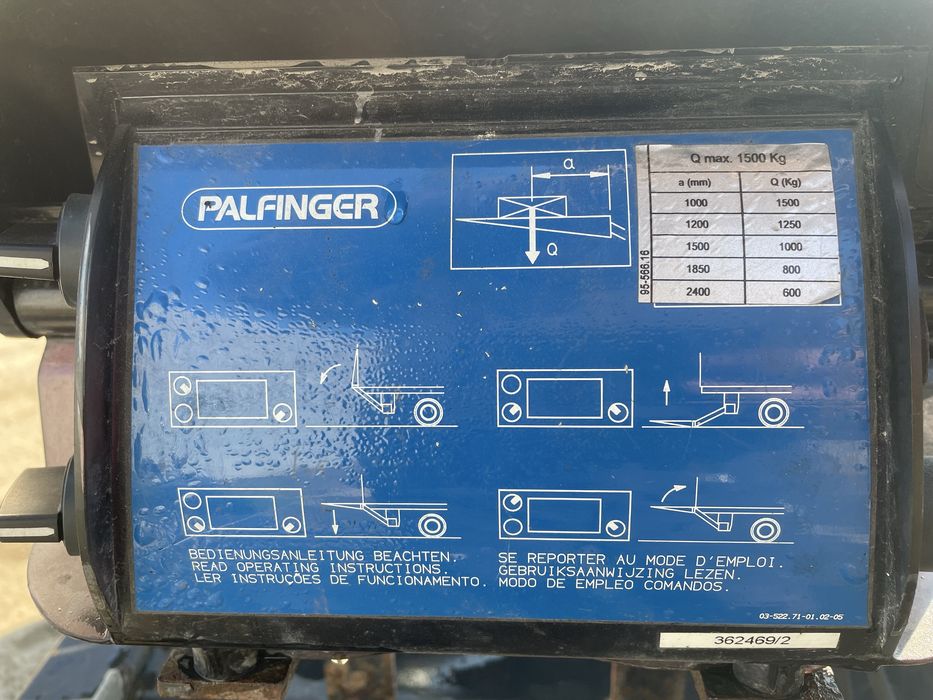 PALFINGER
a
Q
Q max. 1500 Kg
a (mm) Q (Kg)
1000 1500
1200 1250
1500 1000
1850 800
2400 600
95-566.16
BEDIENUNGSANLEITUNG BEACHTEN.
READ OPERATING INSTRUCTIONS.
LER INSTRUÇÕES DE FUNCIONAMENTO.
SE REPORTER AU MODE D'EMPLOI.
GEBRUIKSAANWIJZING LEZEN.
MODO DE EMPLEO COMANDOS.
03-522.71-01.02-05
362469/2